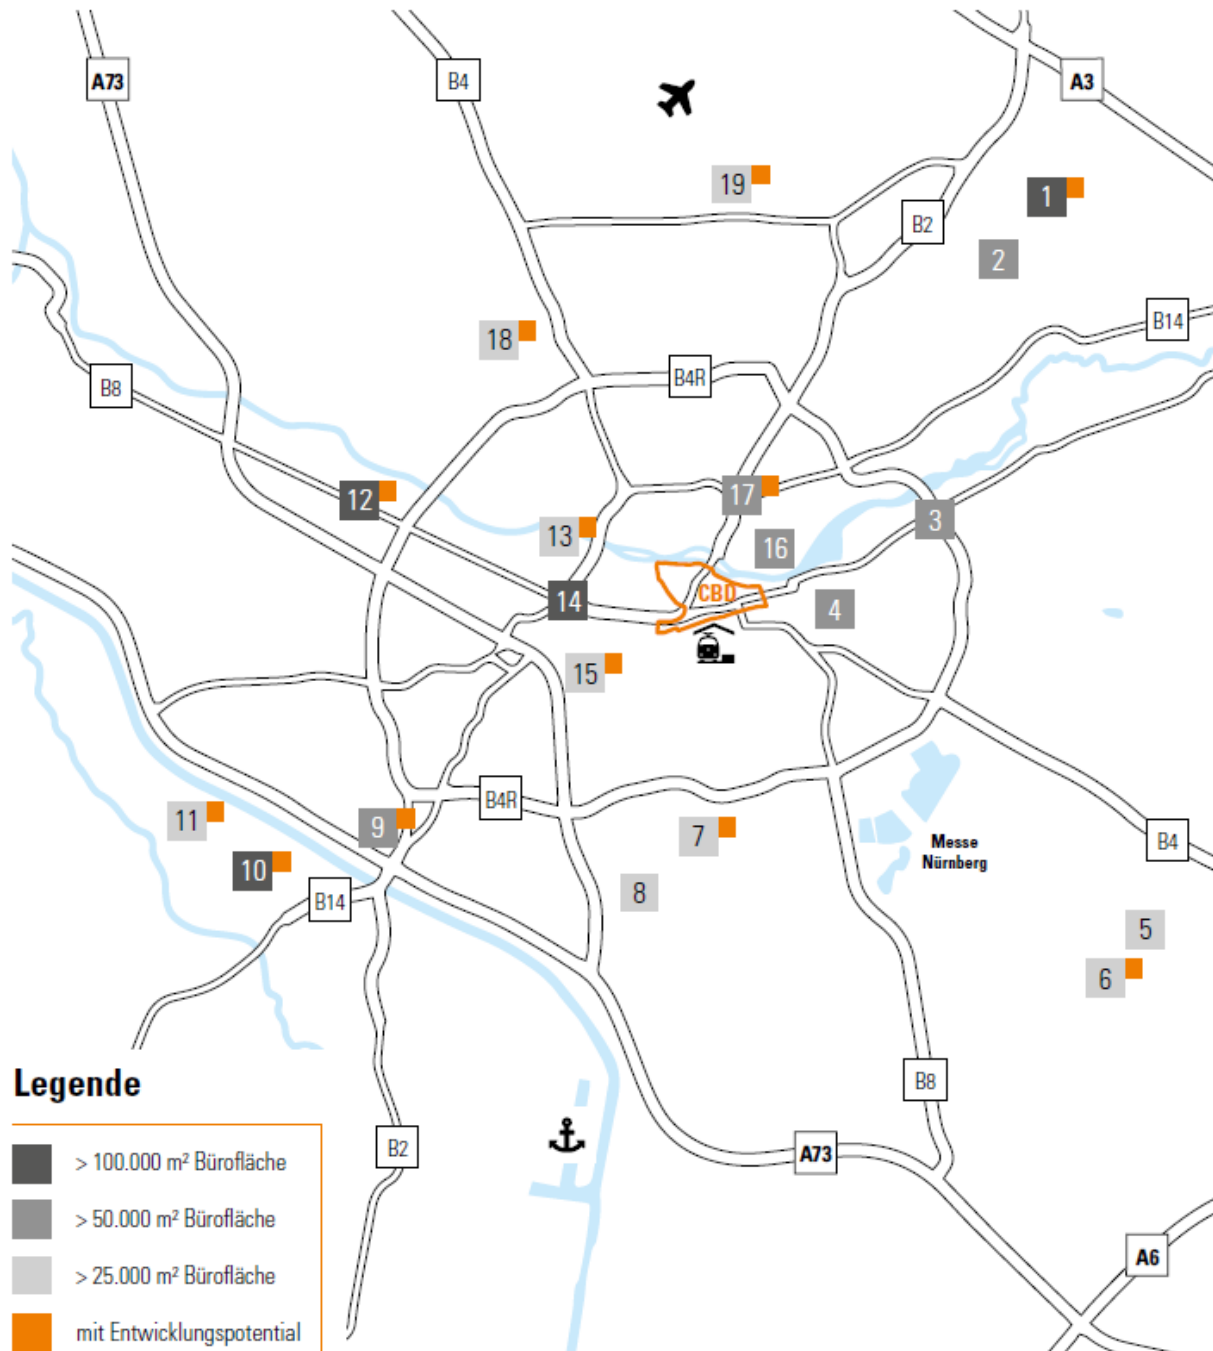 A73
B4
A3
19
1
B2
2
B14
18
B4R
B8
12
17
3
13
16
CBD
14
4
15
B4R
11
9
7
Messe
Nürnberg
B4
10
8
B14
5
6
Legende
B8
> 100.000 m² Bürofläche
B2
A73
> 50.000 m² Bürofläche
A6
> 25.000 m² Bürofläche
mit Entwicklungspotential